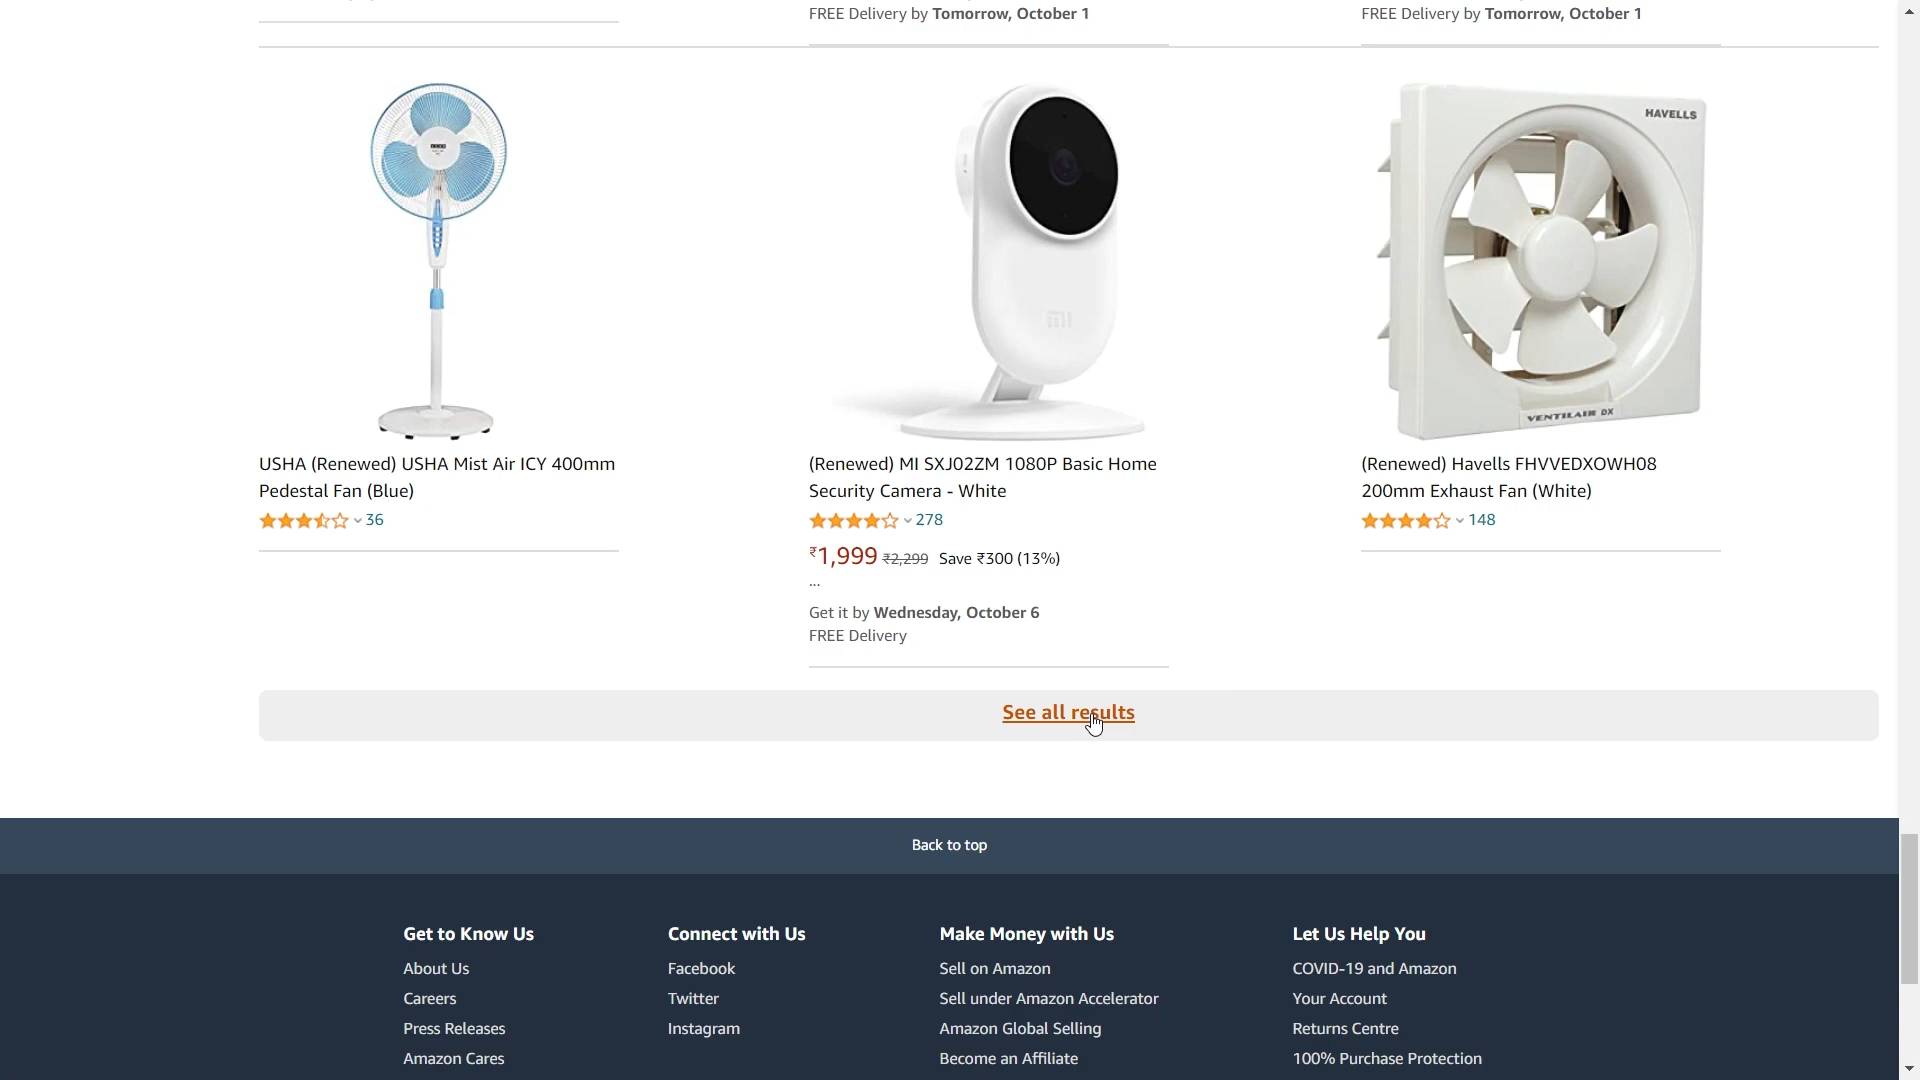 FREE Delivery by Tomorrow, October 1
FREE Delivery by Tomorrow, October 1
HAVELLS
mi
VENTILAIR DX
USHA (Renewed) USHA Mist Air ICY 400mm
Pedestal Fan (Blue)
36
(Renewed) MI SXJ02ZM 1080P Basic Home
Security Camera - White
278
₹1,999 ₹2,299 Save ₹300 (13%)
...
Get it by Wednesday, October 6
FREE Delivery
(Renewed) Havells FHVVEDXOWH08
200mm Exhaust Fan (White)
148
See all results
Back to top
Get to Know Us
About Us
Careers
Press Releases
Amazon Cares
Connect with Us
Facebook
Twitter
Instagram
Make Money with Us
Sell on Amazon
Sell under Amazon Accelerator
Amazon Global Selling
Become an Affiliate
Let Us Help You
COVID-19 and Amazon
Your Account
Returns Centre
100% Purchase Protection